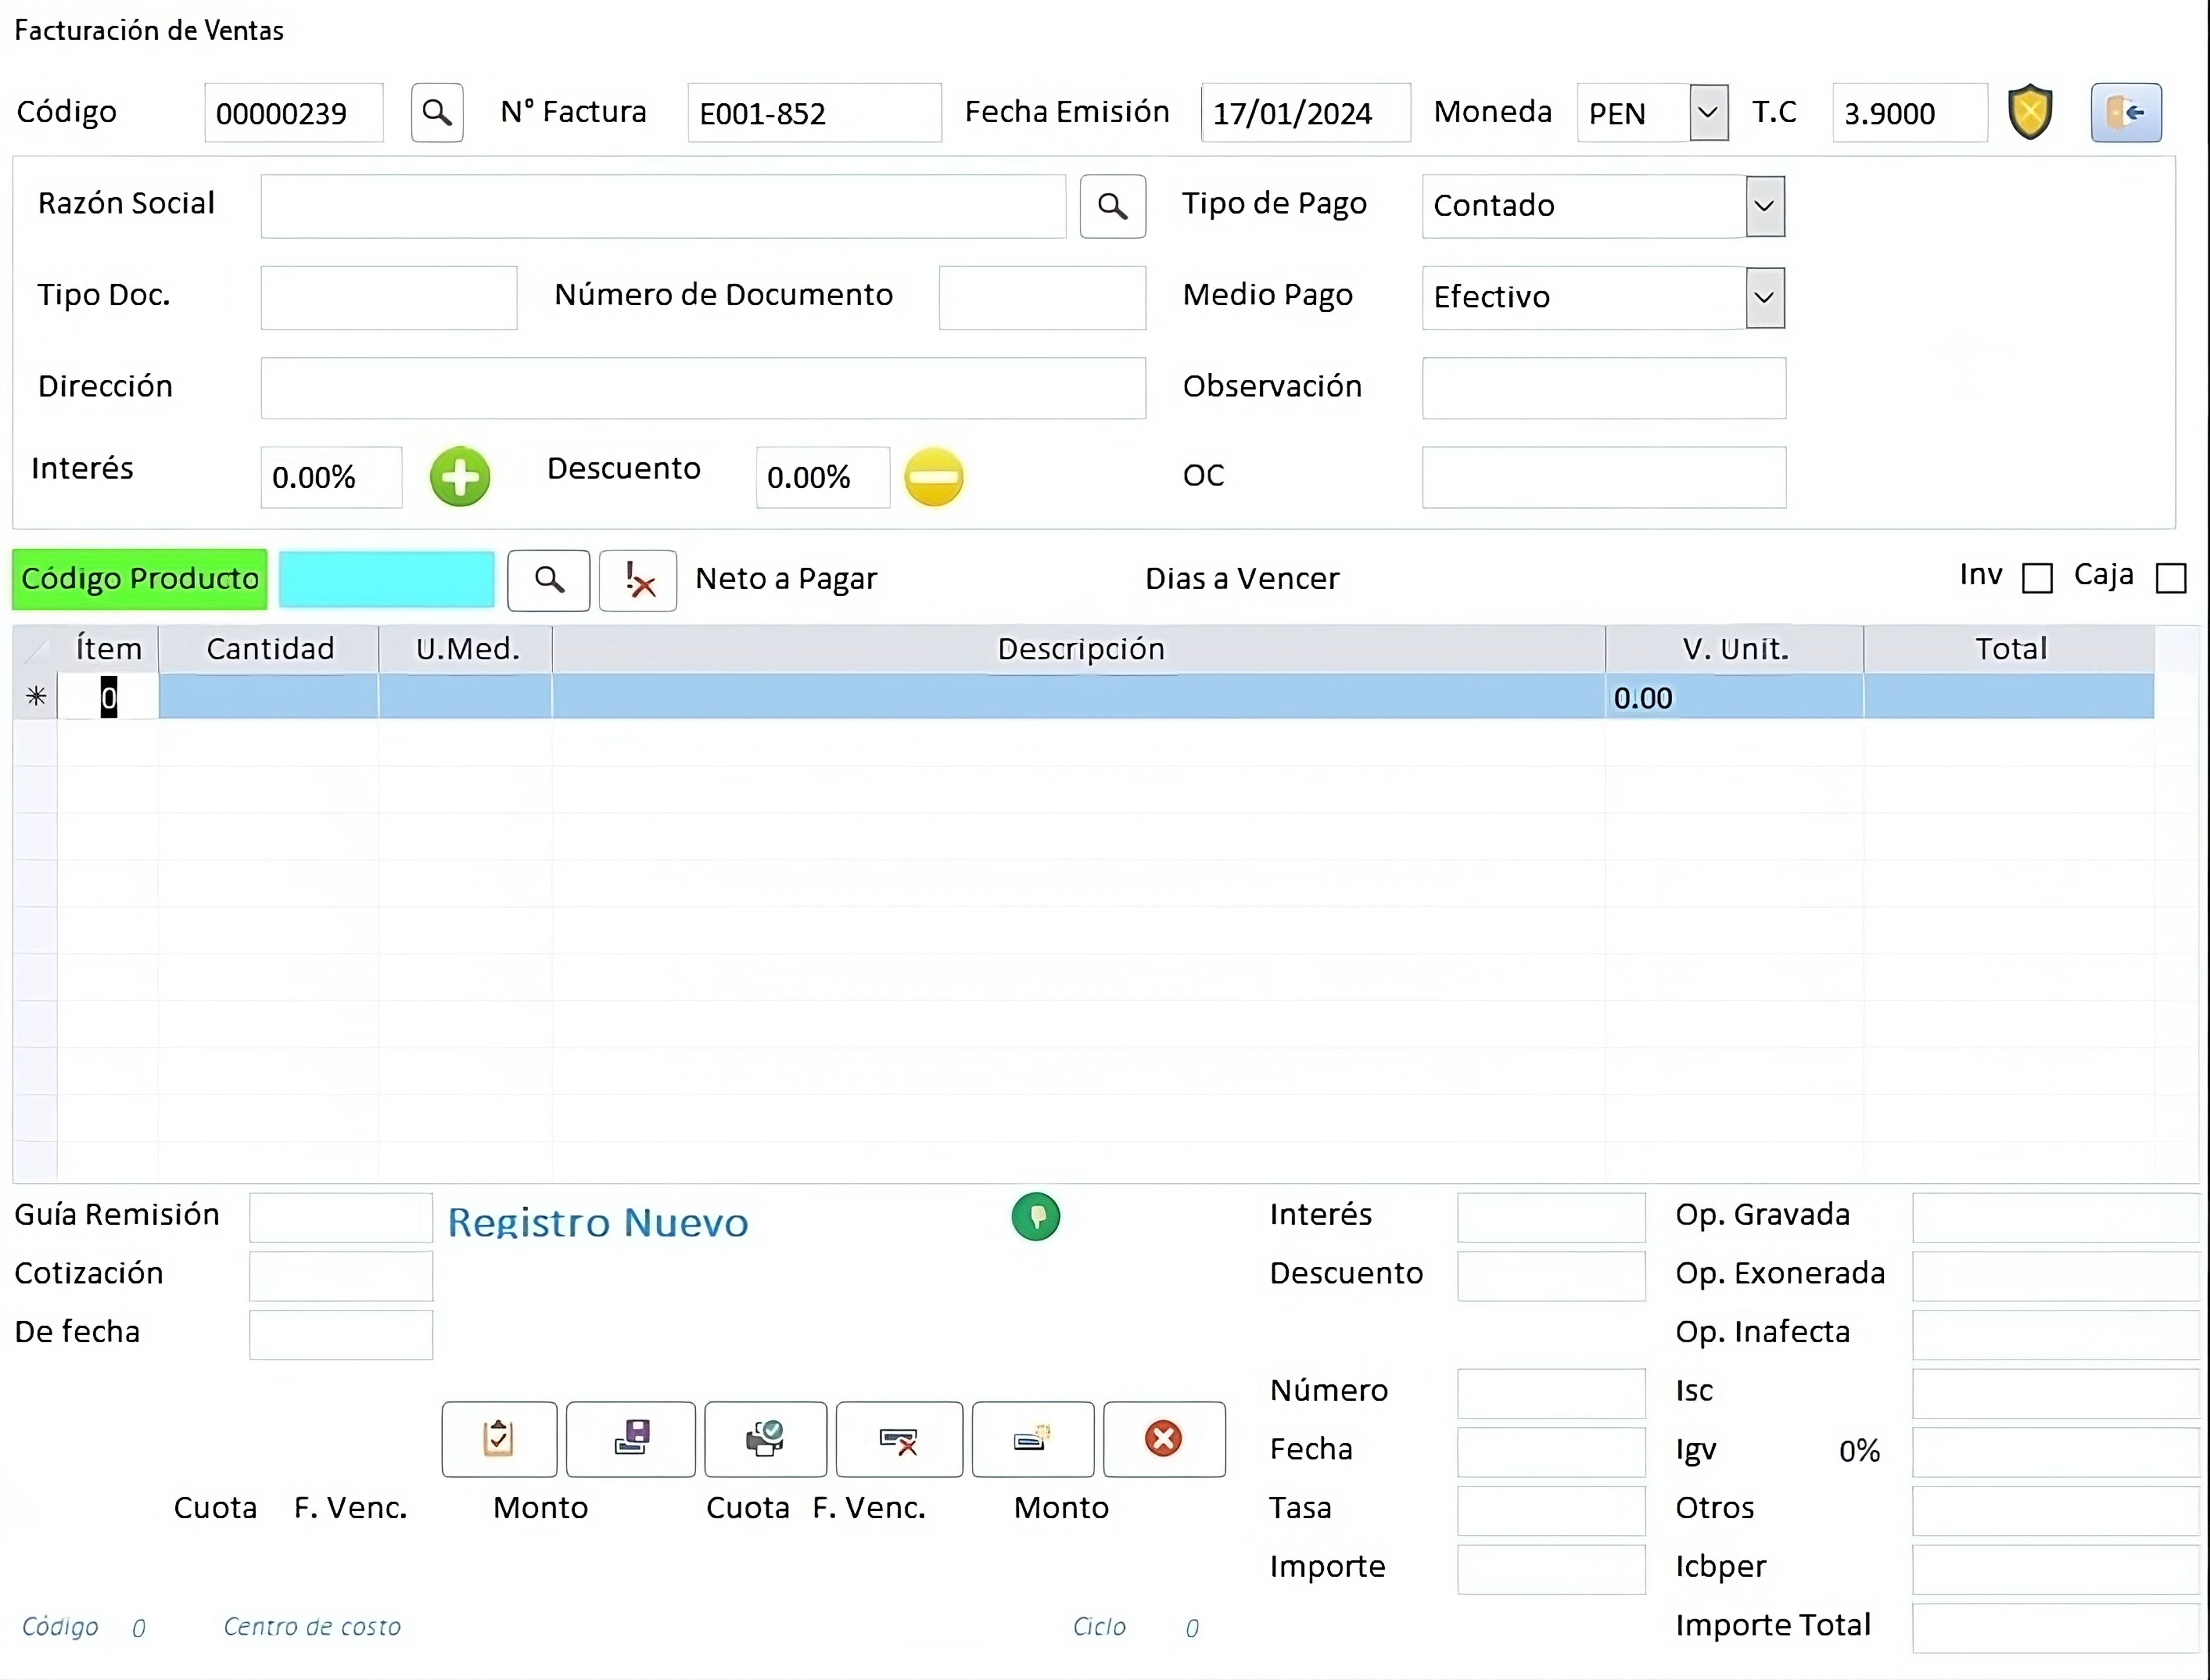 Facturación de Ventas
Código 00000239 N° Factura E001-852 Fecha Emisión 17/01/2024 Moneda PEN T.C 3.9000
Razón Social Tipo de Pago Contado
Tipo Doc. Número de Documento Medio Pago Efectivo
Dirección Observación
Interés 0.00% Descuento 0.00% OC
Código Producto Neto a Pagar Dias a Vencer Inv Caja
Ítem Cantidad U.Med. Descripción V. Unit. Total
0 0.00
Guía Remisión Registro Nuevo Interés Op. Gravada
Cotización Descuento Op. Exonerada
De fecha Op. Inafecta
Número Isc
Fecha Igv 0%
Cuota F. Venc. Monto Cuota F. Venc. Monto Tasa Otros
Importe Icbper
Código 0 Centro de costo Ciclo 0 Importe Total